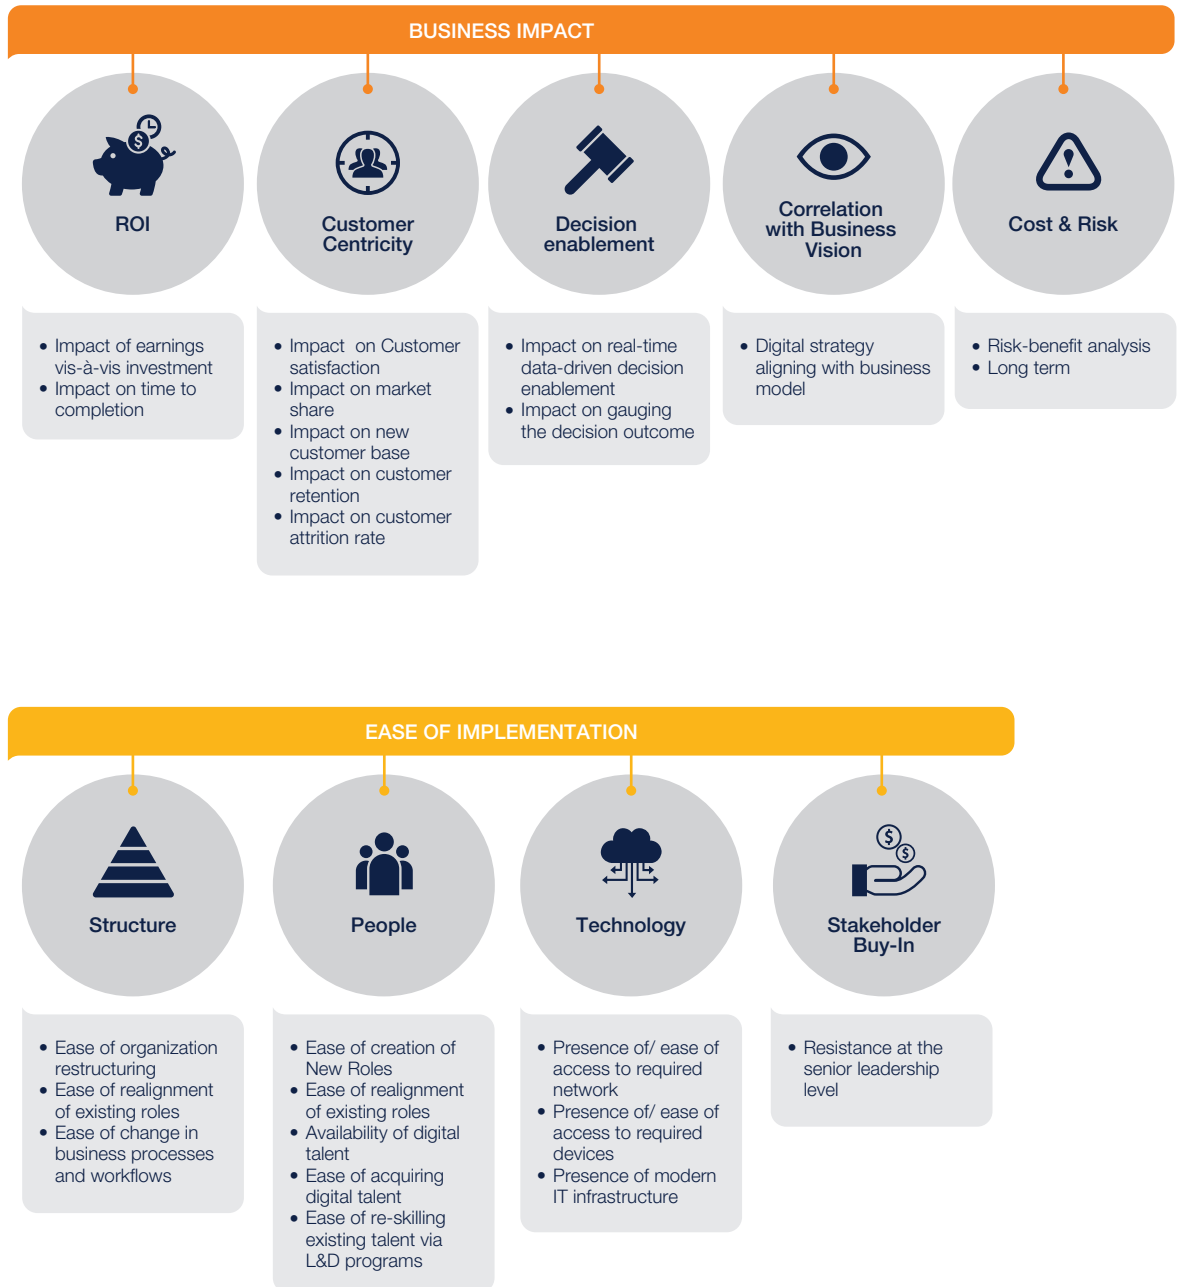 BUSINESS IMPACT
ROI
Customer
Centricity
Decision
enablement
Correlation
with Business
Vision
Cost & Risk
• Impact of earnings
vis-à-vis investment
• Impact on time to
completion
• Impact on Customer
satisfaction
• Impact on market
share
• Impact on new
customer base
• Impact on customer
retention
• Impact on customer
attrition rate
• Impact on real-time
data-driven decision
enablement
• Impact on gauging
the decision outcome
• Digital strategy
aligning with business
model
• Risk-benefit analysis
• Long term
EASE OF IMPLEMENTATION
Structure
People
Technology
Stakeholder
Buy-In
• Ease of organization
restructuring
• Ease of realignment
of existing roles
• Ease of change in
business processes
and workflows
• Ease of creation of
New Roles
• Ease of realignment
of existing roles
• Availability of digital
talent
• Ease of acquiring
digital talent
• Ease of re-skilling
existing talent via
L&D programs
• Presence of/ ease of
access to required
network
• Presence of/ ease of
access to required
devices
• Presence of modern
IT infrastructure
• Resistance at the
senior leadership
level